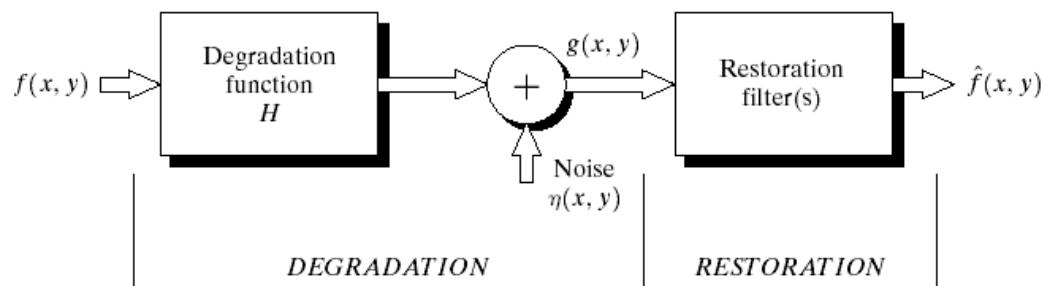 f(x, y)
Degradation
function
H
+
g(x, y)
Noise
η(x, y)
Restoration
filter(s)
f̂(x, y)
DEGRADATION
RESTORATION